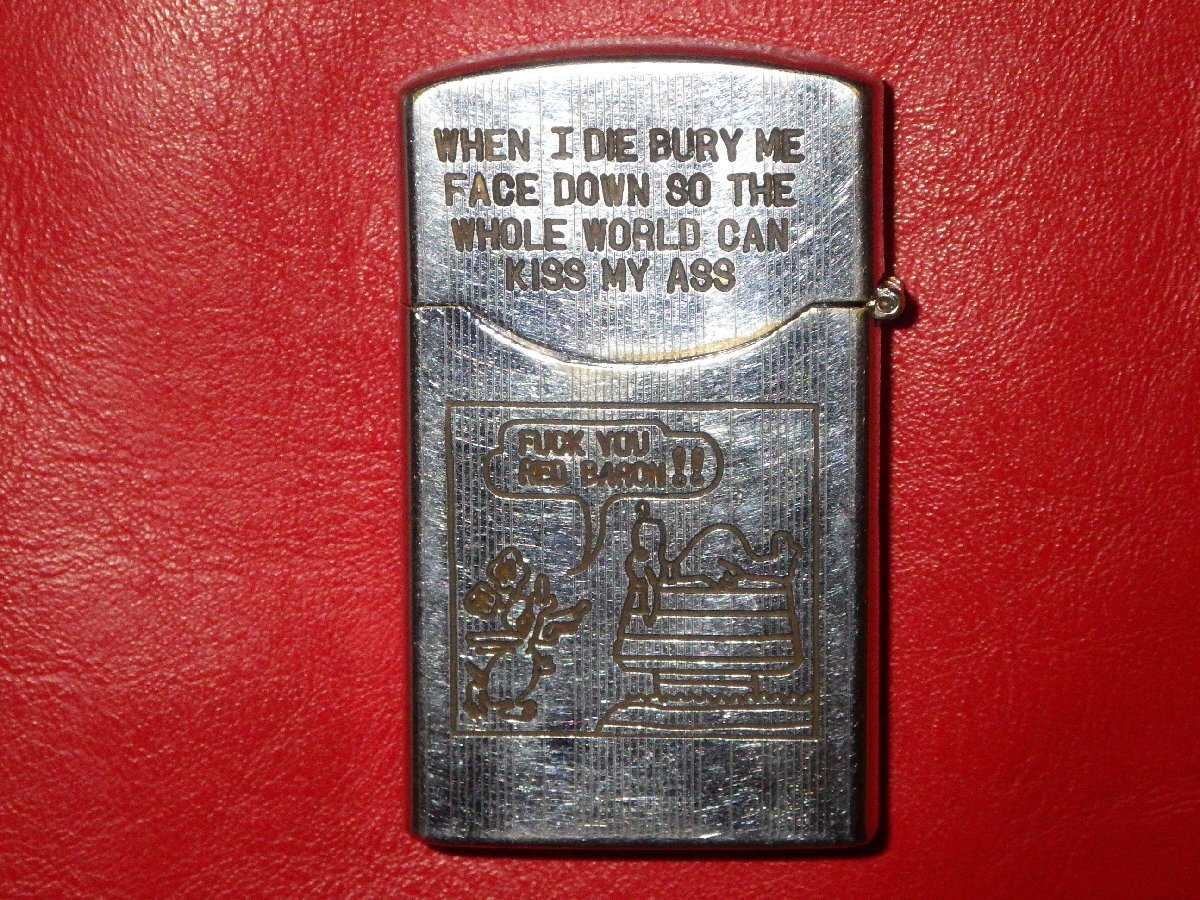 WHEN I DIE BURY ME
FACE DOWN SO THE
WHOLE WORLD CAN
KISS MY ASS
FUCK YOU
RED BARON!!